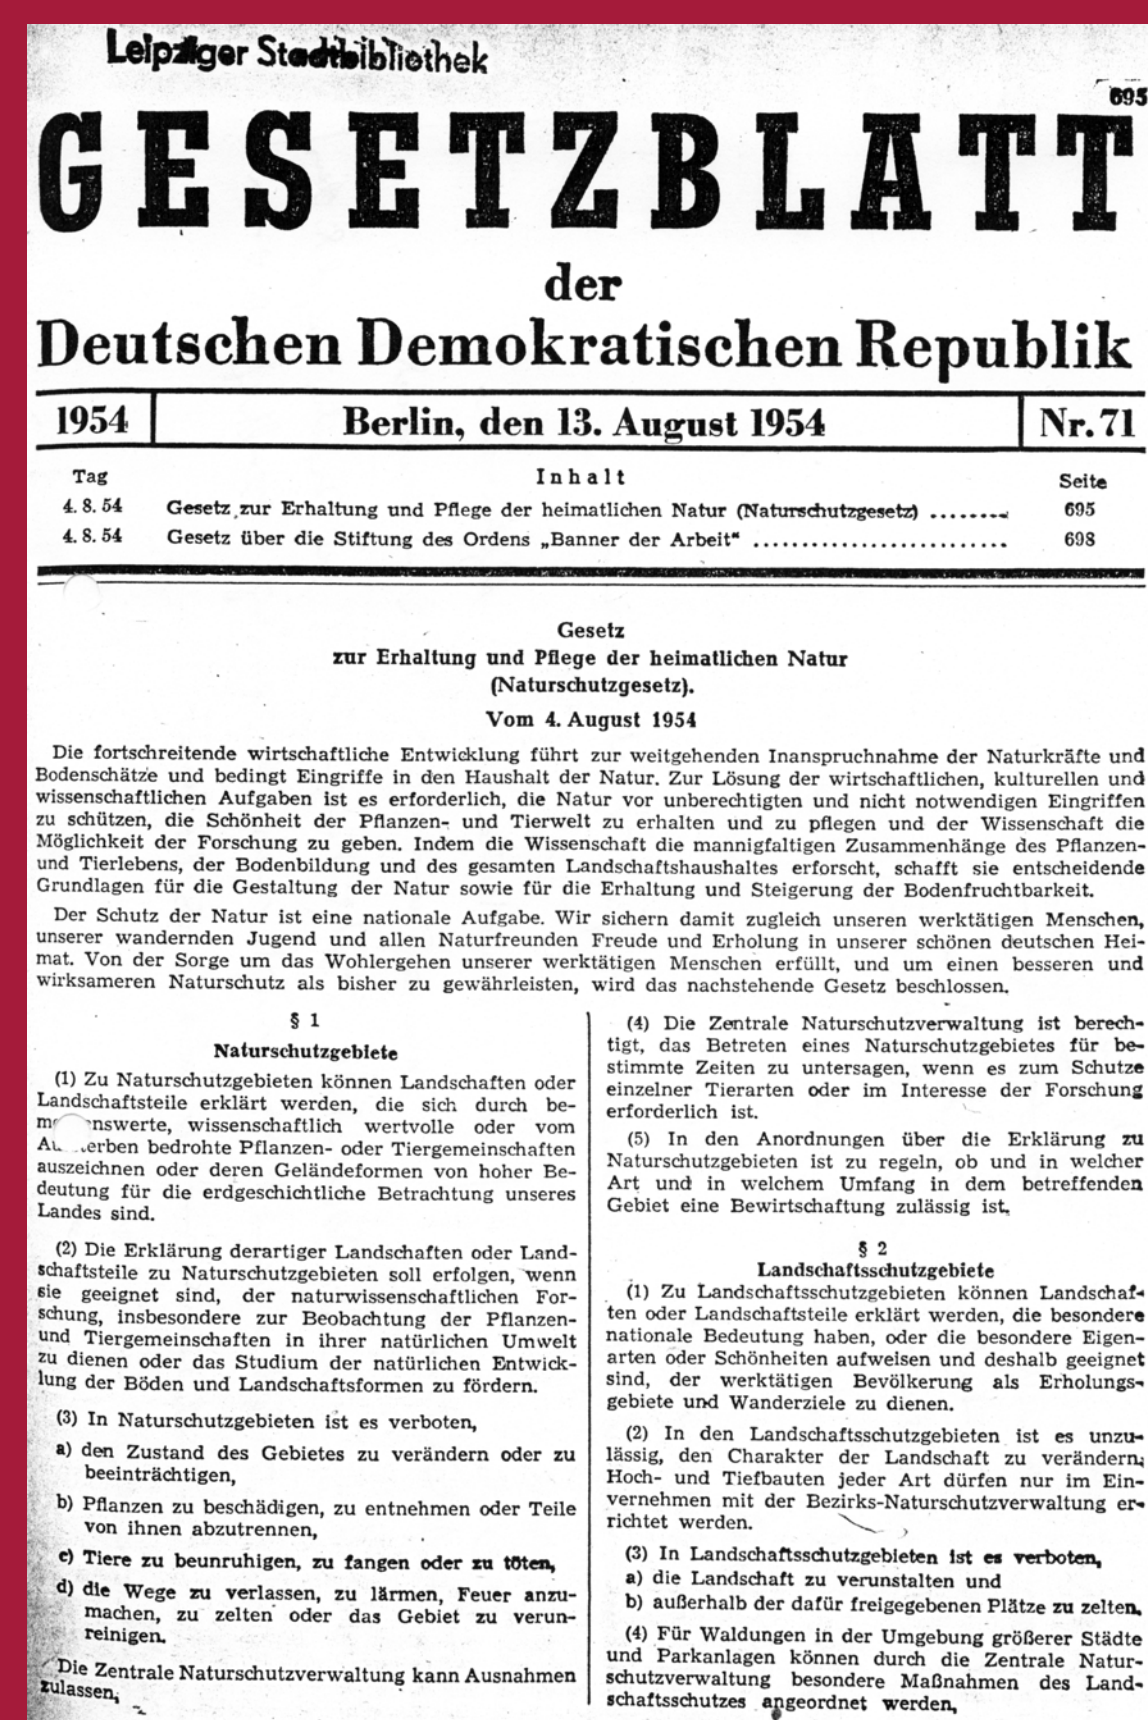 Leipziger Stadtbibliothek
695
GESETZBLATT
der
Deutschen Demokratischen Republik
1954 Berlin, den 13. August 1954 Nr. 71
Tag Inhalt Seite
4. 8. 54 Gesetz zur Erhaltung und Pflege der heimatlichen Natur (Naturschutzgesetz) ......... 695
4. 8. 54 Gesetz über die Stiftung des Ordens „Banner der Arbeit“ ........................... 698
Gesetz
zur Erhaltung und Pflege der heimatlichen Natur
(Naturschutzgesetz).
Vom 4. August 1954
Die fortschreitende wirtschaftliche Entwicklung führt zur weitgehenden Inanspruchnahme der Naturkräfte und
Bodenschätze und bedingt Eingriffe in den Haushalt der Natur. Zur Lösung der wirtschaftlichen, kulturellen und
wissenschaftlichen Aufgaben ist es erforderlich, die Natur vor unberechtigten und nicht notwendigen Eingriffen
zu schützen, die Schönheit der Pflanzen- und Tierwelt zu erhalten und zu pflegen und der Wissenschaft die
Möglichkeit der Forschung zu geben. Indem die Wissenschaft die mannigfaltigen Zusammenhänge des Pflanzen-
und Tierlebens, der Bodenbildung und des gesamten Landschaftshaushaltes erforscht, schafft sie entscheidende
Grundlagen für die Gestaltung der Natur sowie für die Erhaltung und Steigerung der Bodenfruchtbarkeit.
Der Schutz der Natur ist eine nationale Aufgabe. Wir sichern damit zugleich unseren werktätigen Menschen,
unserer wandernden Jugend und allen Naturfreunden Freude und Erholung in unserer schönen deutschen Hei-
mat. Von der Sorge um das Wohlergehen unserer werktätigen Menschen erfüllt, und um einen besseren und
wirksameren Naturschutz als bisher zu gewährleisten, wird das nachstehende Gesetz beschlossen.
§ 1
Naturschutzgebiete
(1) Zu Naturschutzgebieten können Landschaften oder
Landschaftsteile erklärt werden, die sich durch be-
nswerte, wissenschaftlich wertvolle oder vom
erben bedrohte Pflanzen- oder Tiergemeinschaften
auszeichnen oder deren Geländeformen von hoher Be-
deutung für die erdgeschichtliche Betrachtung unseres
Landes sind.
(2) Die Erklärung derartiger Landschaften oder Land-
schaftsteile zu Naturschutzgebieten soll erfolgen, wenn
sie geeignet sind, der naturwissenschaftlichen For-
schung, insbesondere zur Beobachtung der Pflanzen-
und Tiergemeinschaften in ihrer natürlichen Umwelt
zu dienen oder das Studium der natürlichen Entwick-
lung der Böden und Landschaftsformen zu fördern.
(3) In Naturschutzgebieten ist es verboten,
a) den Zustand des Gebietes zu verändern oder zu
beeinträchtigen,
b) Pflanzen zu beschädigen, zu entnehmen oder Teile
von ihnen abzutrennen,
c) Tiere zu beunruhigen, zu fangen oder zu töten,
d) die Wege zu verlassen, zu lärmen, Feuer anzu-
machen, zu zelten oder das Gebiet zu verun-
reinigen.
Die Zentrale Naturschutzverwaltung kann Ausnahmen
zulassen.
(4) Die Zentrale Naturschutzverwaltung ist berech-
tigt, das Betreten eines Naturschutzgebietes für be-
stimmte Zeiten zu untersagen, wenn es zum Schutze
einzelner Tierarten oder im Interesse der Forschung
erforderlich ist.
(5) In den Anordnungen über die Erklärung zu
Naturschutzgebieten ist zu regeln, ob und in welcher
Art und in welchem Umfang in dem betreffenden
Gebiet eine Bewirtschaftung zulässig ist.
§ 2
Landschaftsschutzgebiete
(1) Zu Landschaftsschutzgebieten können Landschaf-
ten oder Landschaftsteile erklärt werden, die besondere
nationale Bedeutung haben, oder die besondere Eigen-
arten oder Schönheiten aufweisen und deshalb geeignet
sind, der werktätigen Bevölkerung als Erholungs-
gebiete und Wanderziele zu dienen.
(2) In den Landschaftsschutzgebieten ist es unzu-
lässig, den Charakter der Landschaft zu verändern;
Hoch- und Tiefbauten jeder Art dürfen nur im Ein-
vernehmen mit der Bezirks-Naturschutzverwaltung er-
richtet werden.
(3) In Landschaftsschutzgebieten ist es verboten,
a) die Landschaft zu verunstalten und
b) außerhalb der dafür freigegebenen Plätze zu zelten.
(4) Für Waldungen in der Umgebung größerer Städte
und Parkanlagen können durch die Zentrale Natur-
schutzverwaltung besondere Maßnahmen des Land-
schaftsschutzes angeordnet werden.